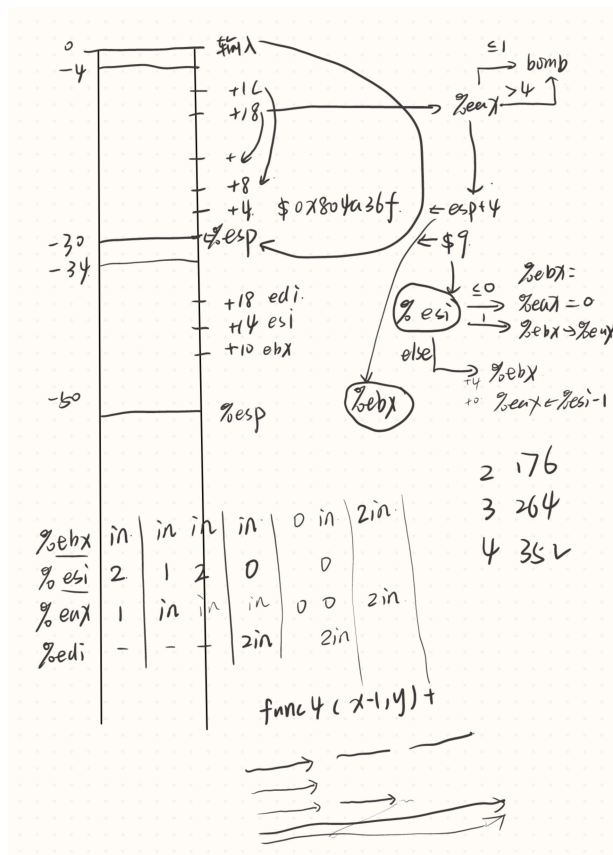 0 输入
-4
≤1
bomb
>4
%eax
+1C
+18
+
+8
+4 $0x804a36f
←esp+4
-30 %esp
←$9
-34
%ebx=
≤0
%esi
%eax=0
+18 edi
1
%ebx→%eax
+14 esi
else
+10 ebx
+4 %ebx
+0 %eax←%esi-1
-50 %esp
%ebx
2 176
3 264
4 352
%ebx in in in in 0 in 2in
%esi 2 1 2 0 0
%eax 1 in in in 0 0 2in
%edi - - - 2in 2in
func4(x-1,y)+